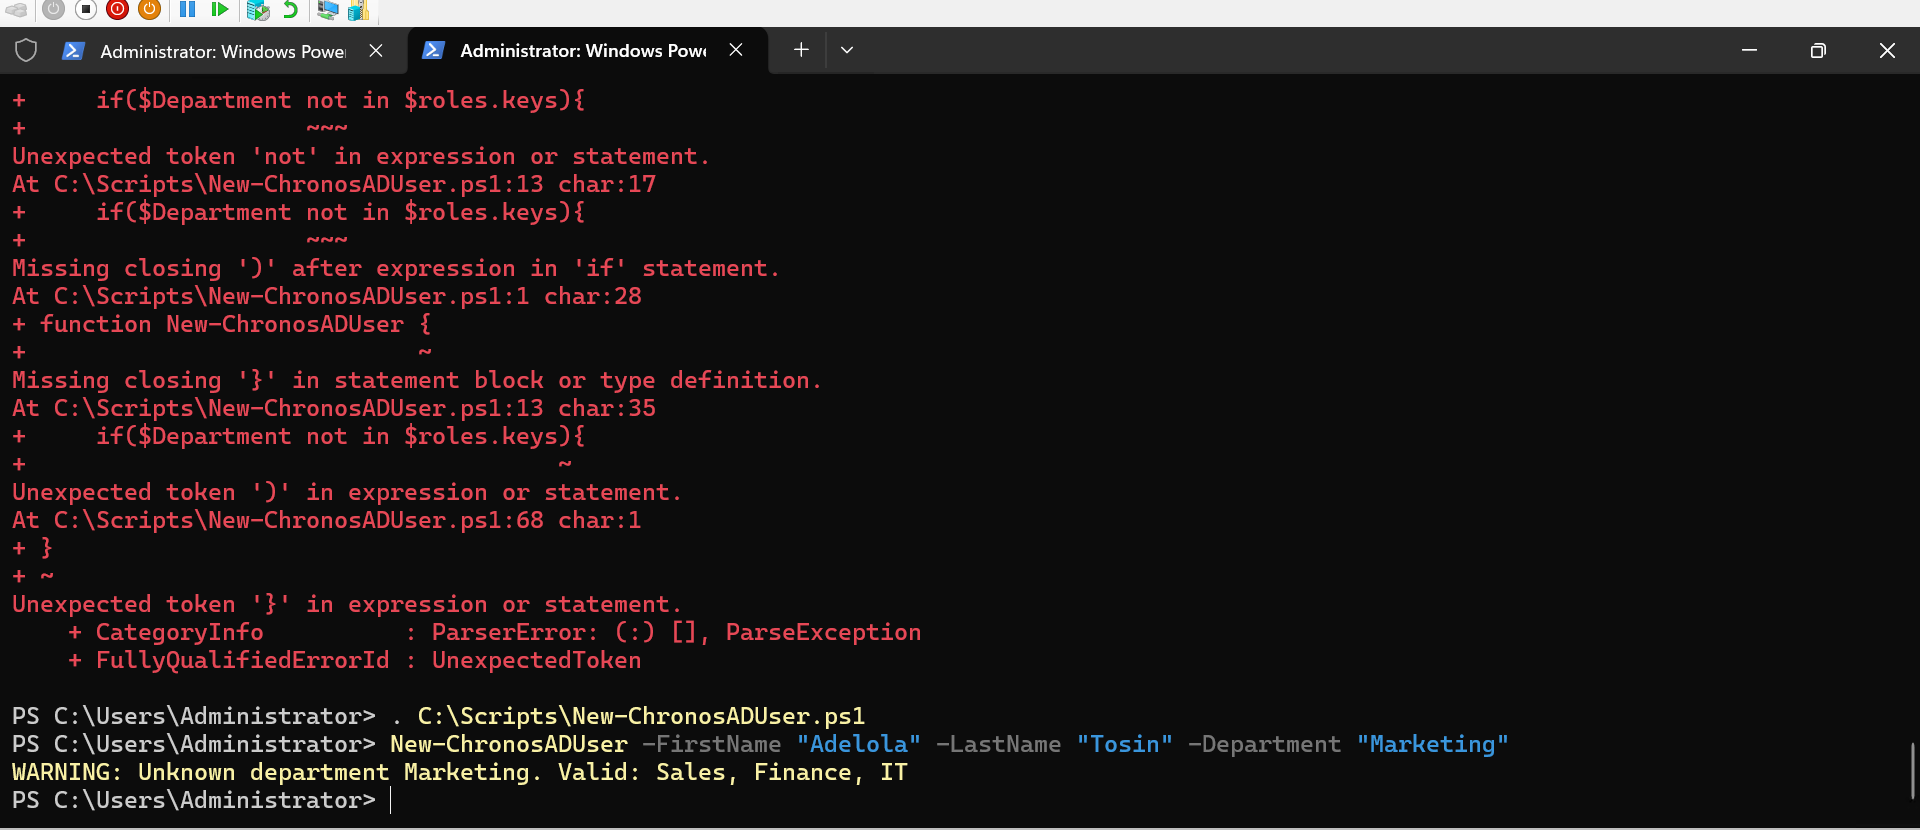 Administrator: Windows Powe
Administrator: Windows Powe
+     if($Department not in $roles.keys){
+                    ~~~
Unexpected token 'not' in expression or statement.
At C:\Scripts\New-ChronosADUser.ps1:13 char:17
+     if($Department not in $roles.keys){
+                    ~~~
Missing closing ')' after expression in 'if' statement.
At C:\Scripts\New-ChronosADUser.ps1:1 char:28
+ function New-ChronosADUser {
+                            ~
Missing closing '}' in statement block or type definition.
At C:\Scripts\New-ChronosADUser.ps1:13 char:35
+     if($Department not in $roles.keys){
+                                      ~
Unexpected token ')' in expression or statement.
At C:\Scripts\New-ChronosADUser.ps1:68 char:1
+ }
+ ~
Unexpected token '}' in expression or statement.
    + CategoryInfo          : ParserError: (:) [], ParseException
    + FullyQualifiedErrorId : UnexpectedToken
PS C:\Users\Administrator> . C:\Scripts\New-ChronosADUser.ps1
PS C:\Users\Administrator> New-ChronosADUser -FirstName "Adelola" -LastName "Tosin" -Department "Marketing"
WARNING: Unknown department Marketing. Valid: Sales, Finance, IT
PS C:\Users\Administrator>